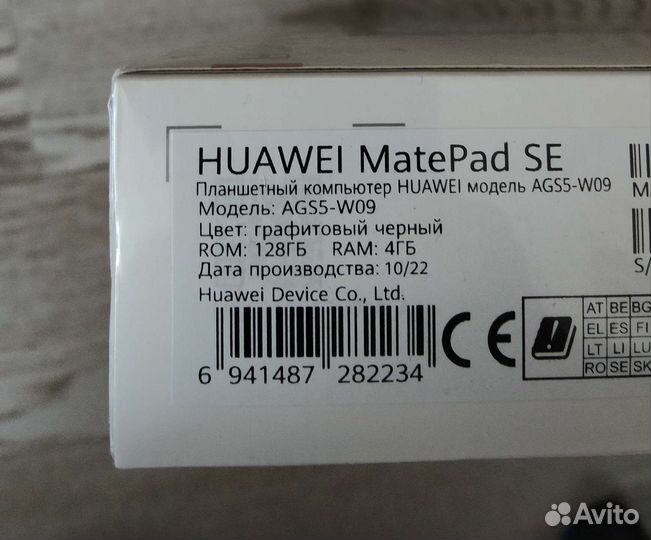 HUAWEI MatePad SE
Планшетный компьютер HUAWEI модель AGS5-W09
Модель: AGS5-W09
Цвет: графитовый черный
ROM: 128ГБ RAM: 4ГБ
Дата производства: 10/22
Huawei Device Co., Ltd.
6 941487 282234
CE
AT BE BG
EL ES FI
LT LI LU
RO SE SK
M
S/
Avito